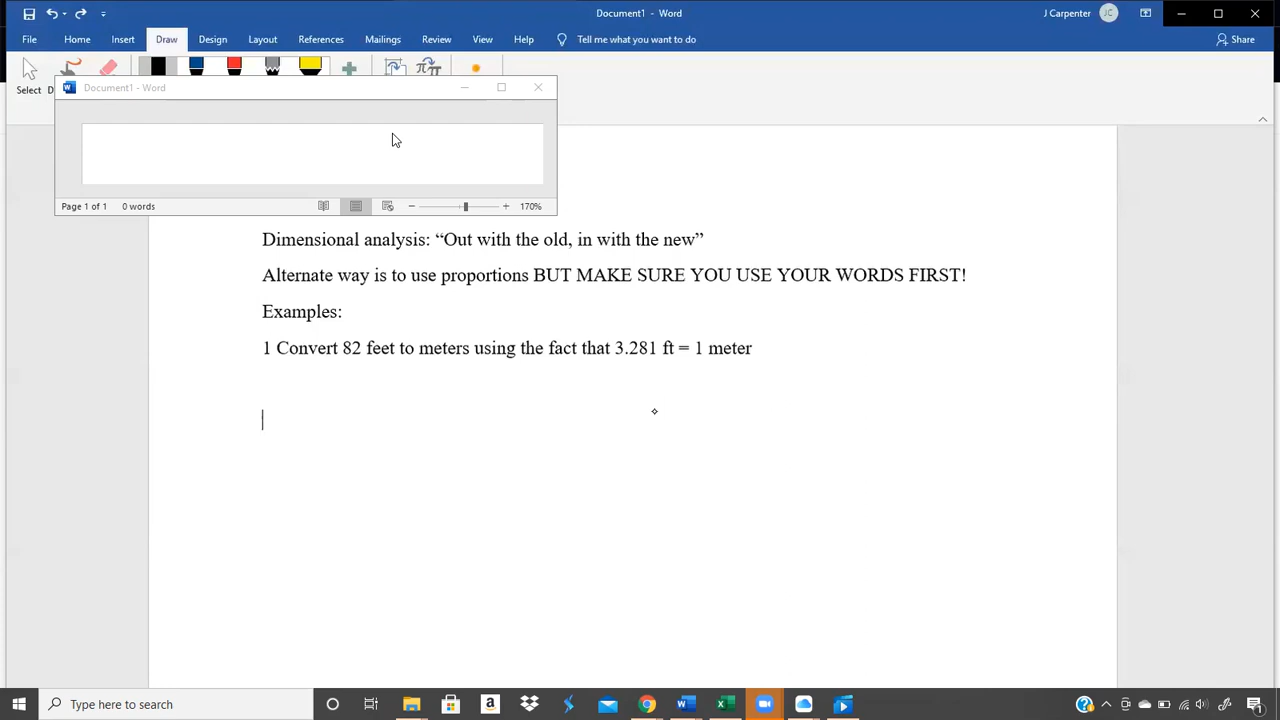 Document1 - Word
J Carpenter
JC
File Home Insert Draw Design Layout References Mailings Review View Help Tell me what you want to do
Share
Select
Document1 - Word
Page 1 of 1 0 words
170%
Dimensional analysis: “Out with the old, in with the new”
Alternate way is to use proportions BUT MAKE SURE YOU USE YOUR WORDS FIRST!
Examples:
1 Convert 82 feet to meters using the fact that 3.281 ft = 1 meter
Type here to search